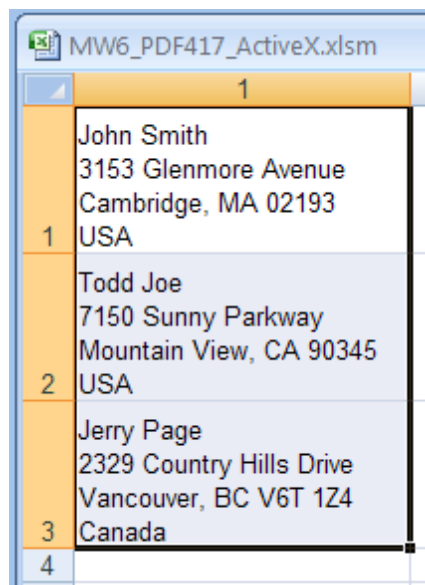 MW6_PDF417_ActiveX.xlsm
1
John Smith
3153 Glenmore Avenue
Cambridge, MA 02193
1 USA
Todd Joe
7150 Sunny Parkway
Mountain View, CA 90345
2 USA
Jerry Page
2329 Country Hills Drive
Vancouver, BC V6T 1Z4
3 Canada
4